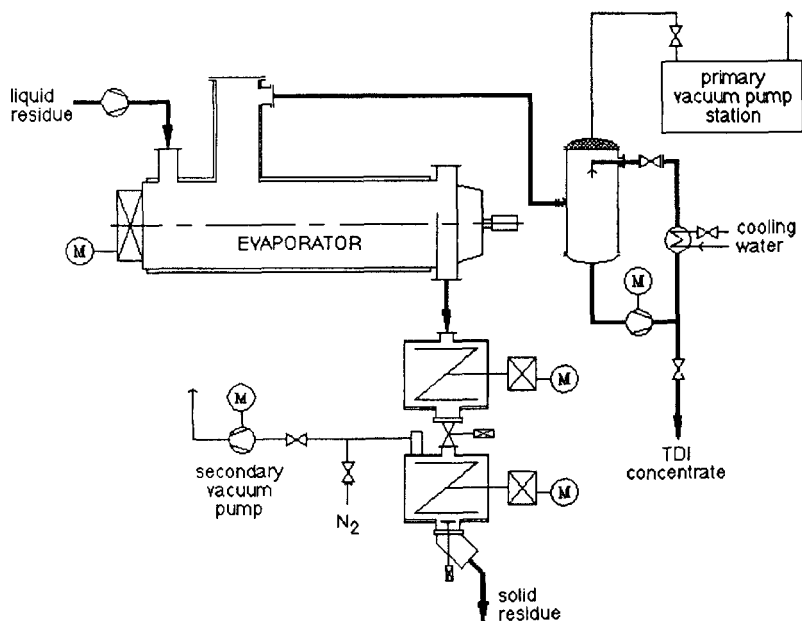 liquid
residue
primary
vacuum pump
station
M
EVAPORATOR
cooling
water
M
M
M
secondary
vacuum
pump
N2
M
TDI
concentrate
M
solid
residue